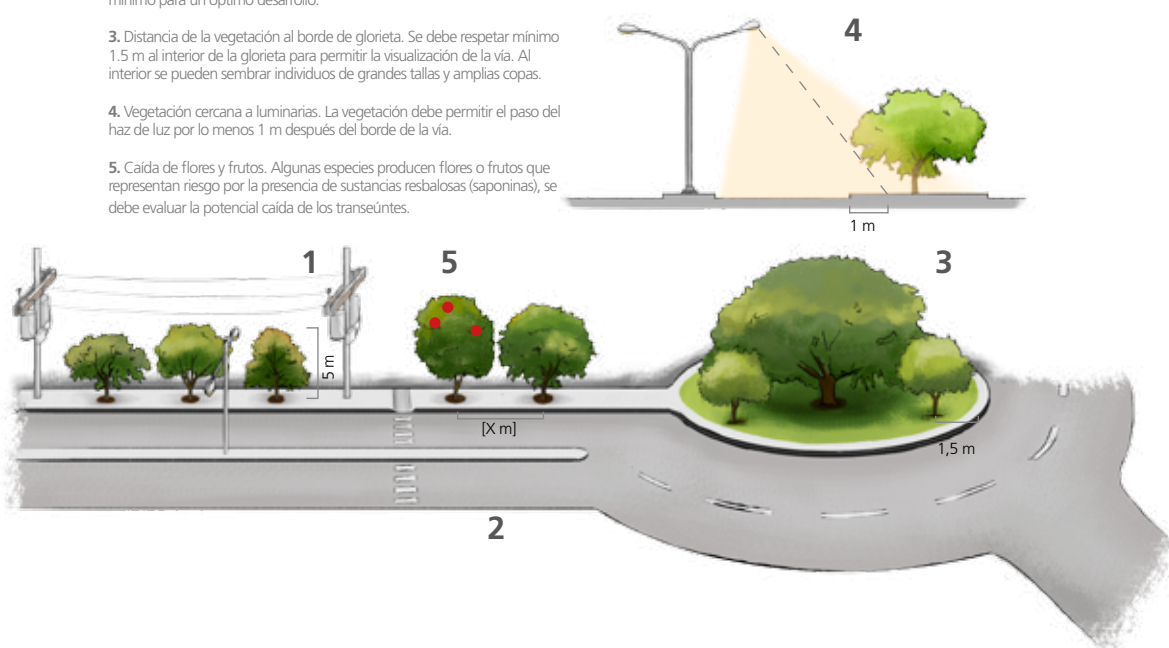 mínimo para un óptimo desarrollo.
3. Distancia de la vegetación al borde de glorieta. Se debe respetar mínimo
1.5 m al interior de la glorieta para permitir la visualización de la vía. Al
interior se pueden sembrar individuos de grandes tallas y amplias copas.
4. Vegetación cercana a luminarias. La vegetación debe permitir el paso del
haz de luz por lo menos 1 m después del borde de la vía.
5. Caída de flores y frutos. Algunas especies producen flores o frutos que
representan riesgo por la presencia de sustancias resbalosas (saponinas), se
debe evaluar la potencial caída de los transeúntes.
4
1 m
1
5
3
5 m
[X m]
1,5 m
2